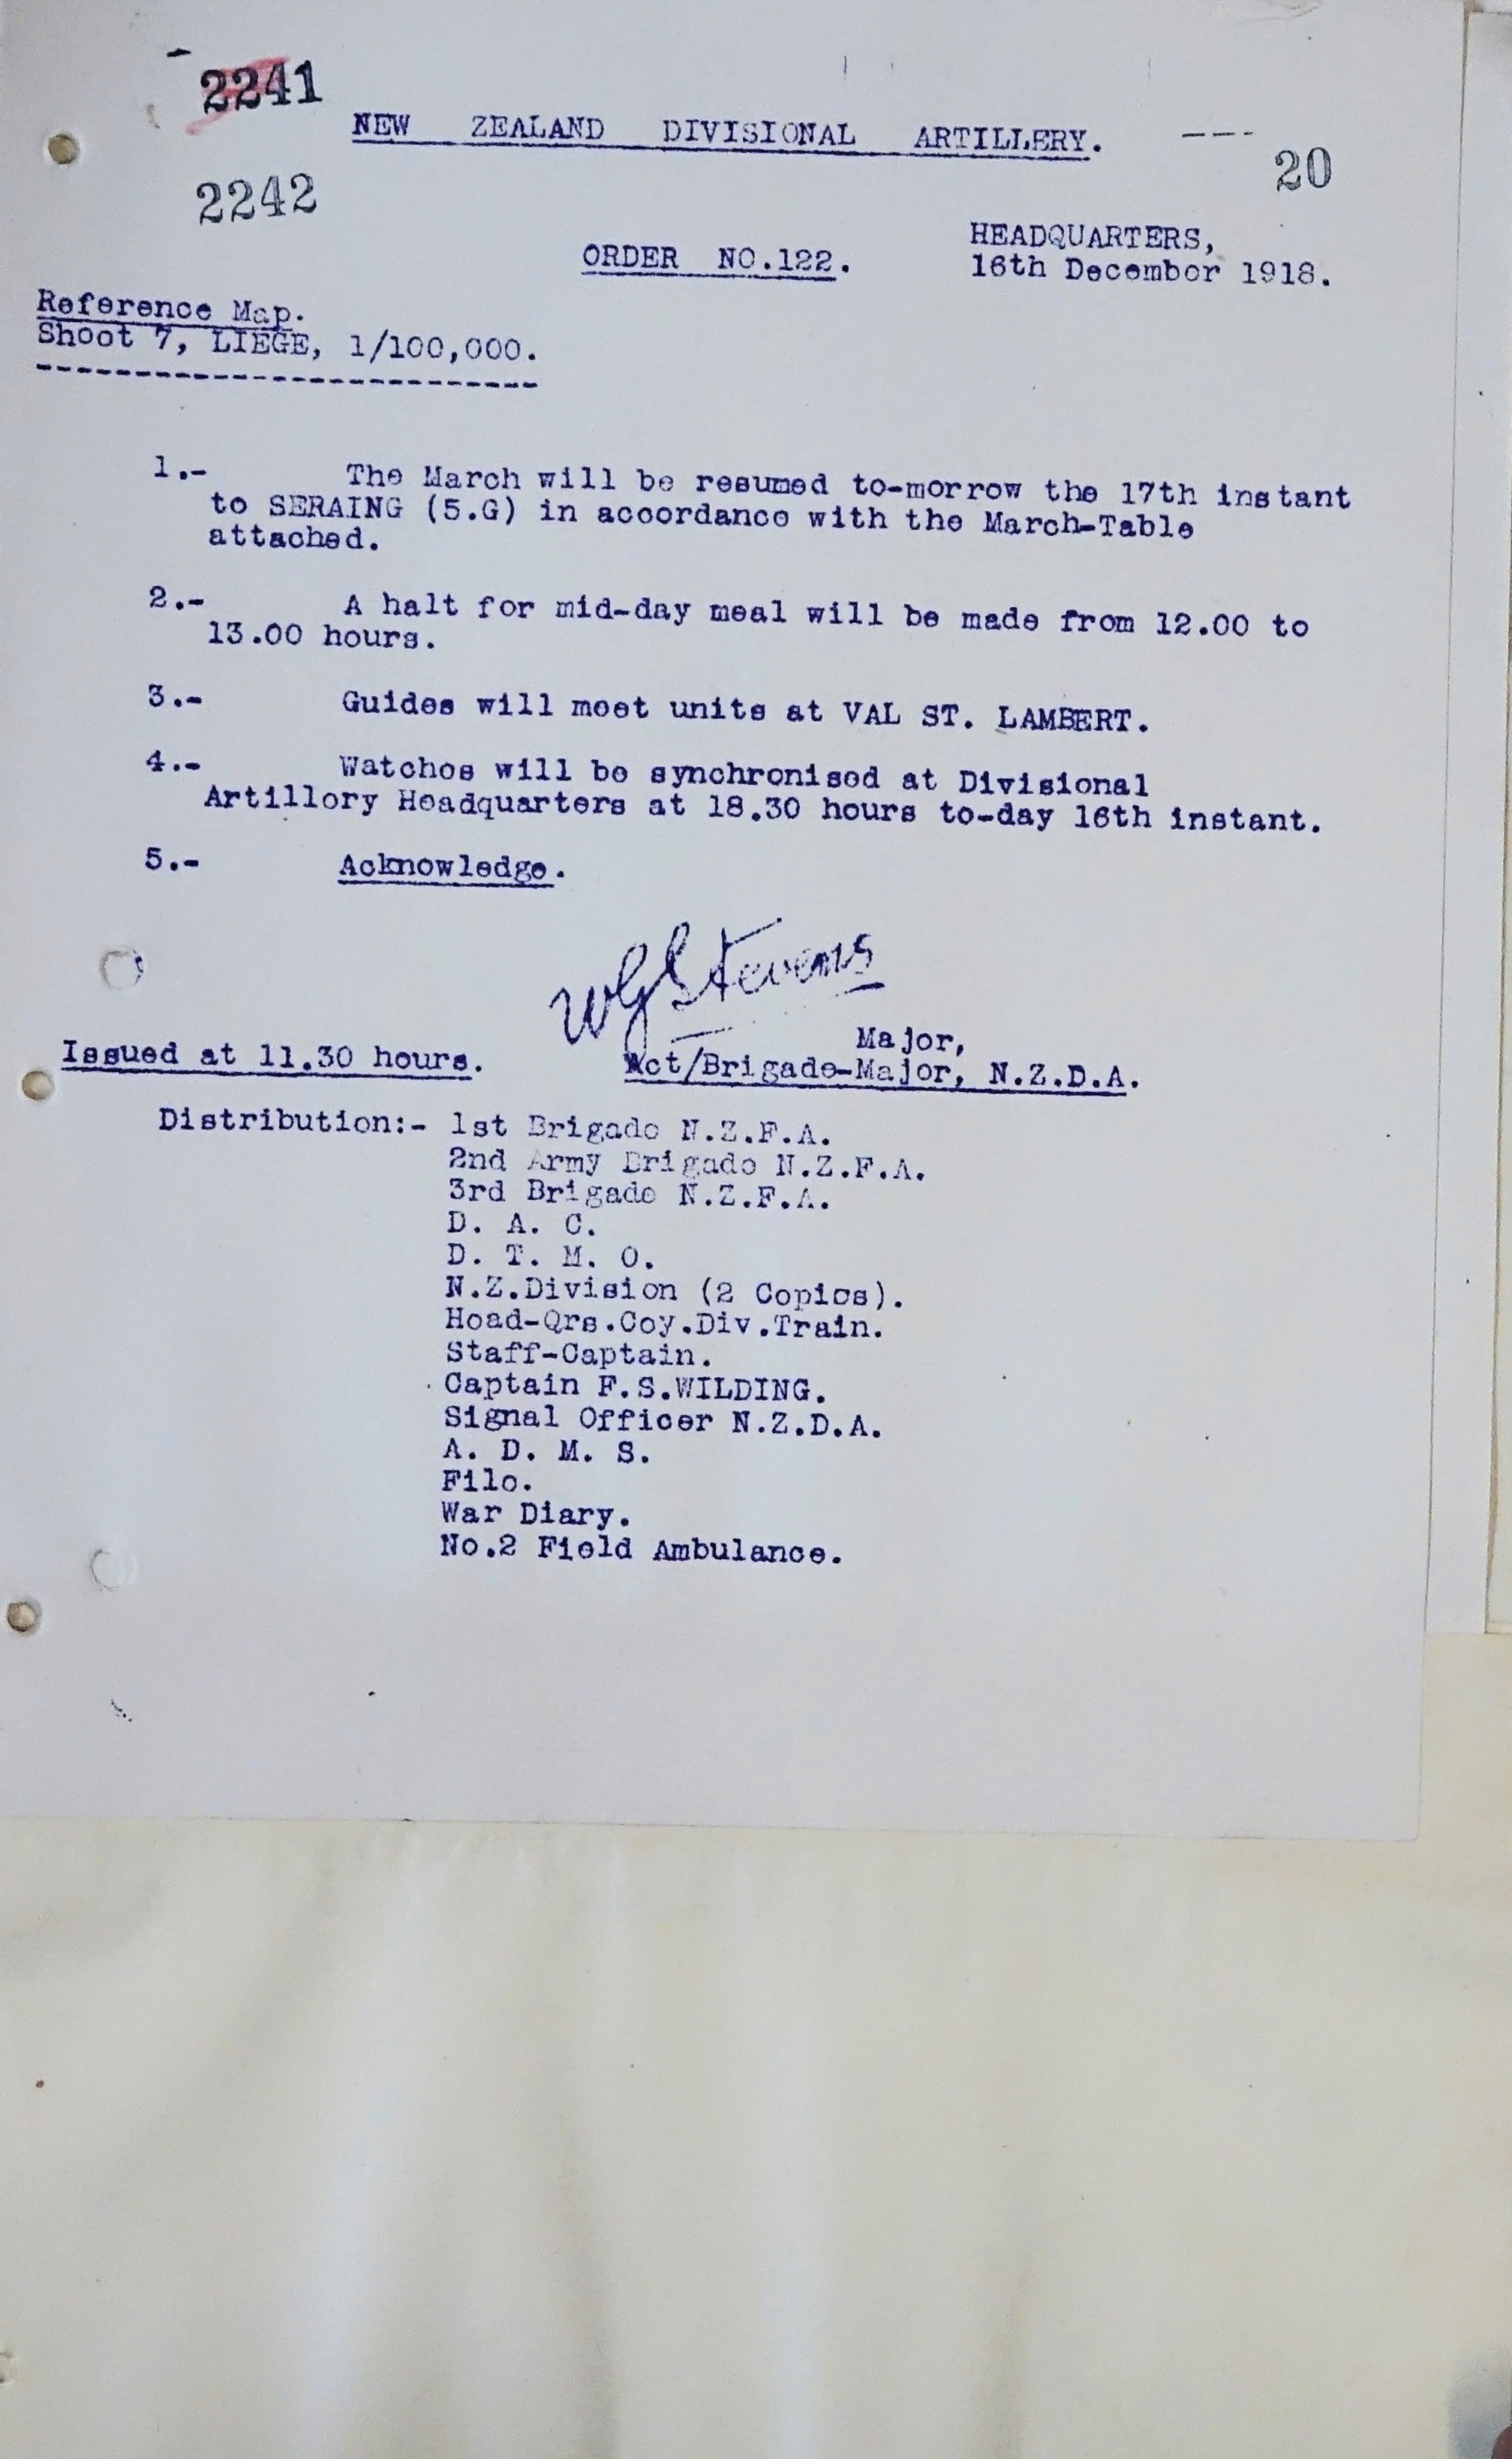 2241
NEW ZEALAND DIVISIONAL ARTILLERY.
20
2242
HEADQUARTERS,
ORDER NO.122.
16th December 1918.
Reference Map.
Sheet 7, LIEGE, 1/100,000.
1.- The March will be resumed to-morrow the 17th instant
to SERAING (5.G) in accordance with the March-Table
attached.
2.- A halt for mid-day meal will be made from 12.00 to
13.00 hours.
3.- Guides will meet units at VAL ST. LAMBERT.
4.- Watches will be synchronised at Divisional
Artillery Headquarters at 18.30 hours to-day 16th instant.
5.- Acknowledge.
WGStevens
Major,
Issued at 11.30 hours. Act/Brigade-Major, N.Z.D.A.
Distribution:- 1st Brigade N.Z.F.A.
2nd Army Brigade N.Z.F.A.
3rd Brigade N.Z.F.A.
D. A. C.
D. T. M. O.
N.Z.Division (2 Copies).
Head-Qrs.Coy.Div.Train.
Staff-Captain.
Captain F.S.WILDING.
Signal Officer N.Z.D.A.
A. D. M. S.
File.
War Diary.
No.2 Field Ambulance.